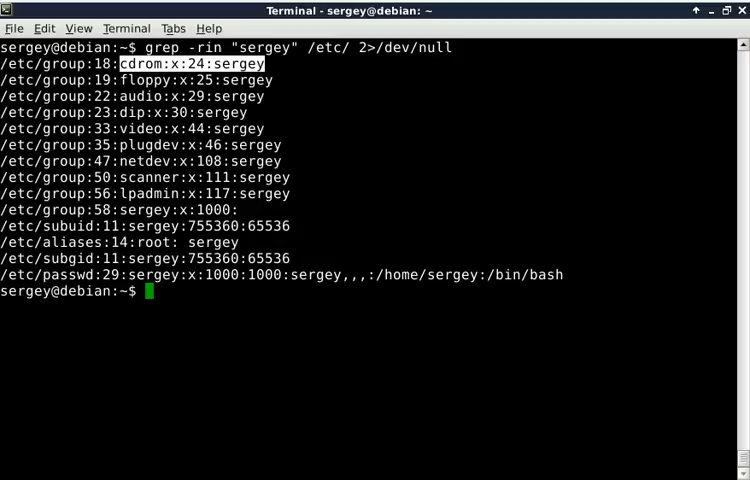 Terminal - sergey@debian: ~
File Edit View Terminal Tabs Help
sergey@debian:~$ grep -rin "sergey" /etc/ 2>/dev/null
/etc/group:18:cdrom:x:24:sergey
/etc/group:19:floppy:x:25:sergey
/etc/group:22:audio:x:29:sergey
/etc/group:23:dip:x:30:sergey
/etc/group:33:video:x:44:sergey
/etc/group:35:plugdev:x:46:sergey
/etc/group:47:netdev:x:108:sergey
/etc/group:50:scanner:x:111:sergey
/etc/group:56:lpadmin:x:117:sergey
/etc/group:58:sergey:x:1000:
/etc/subuid:11:sergey:755360:65536
/etc/aliases:14:root: sergey
/etc/subgid:11:sergey:755360:65536
/etc/passwd:29:sergey:x:1000:1000:sergey,,,:/home/sergey:/bin/bash
sergey@debian:~$